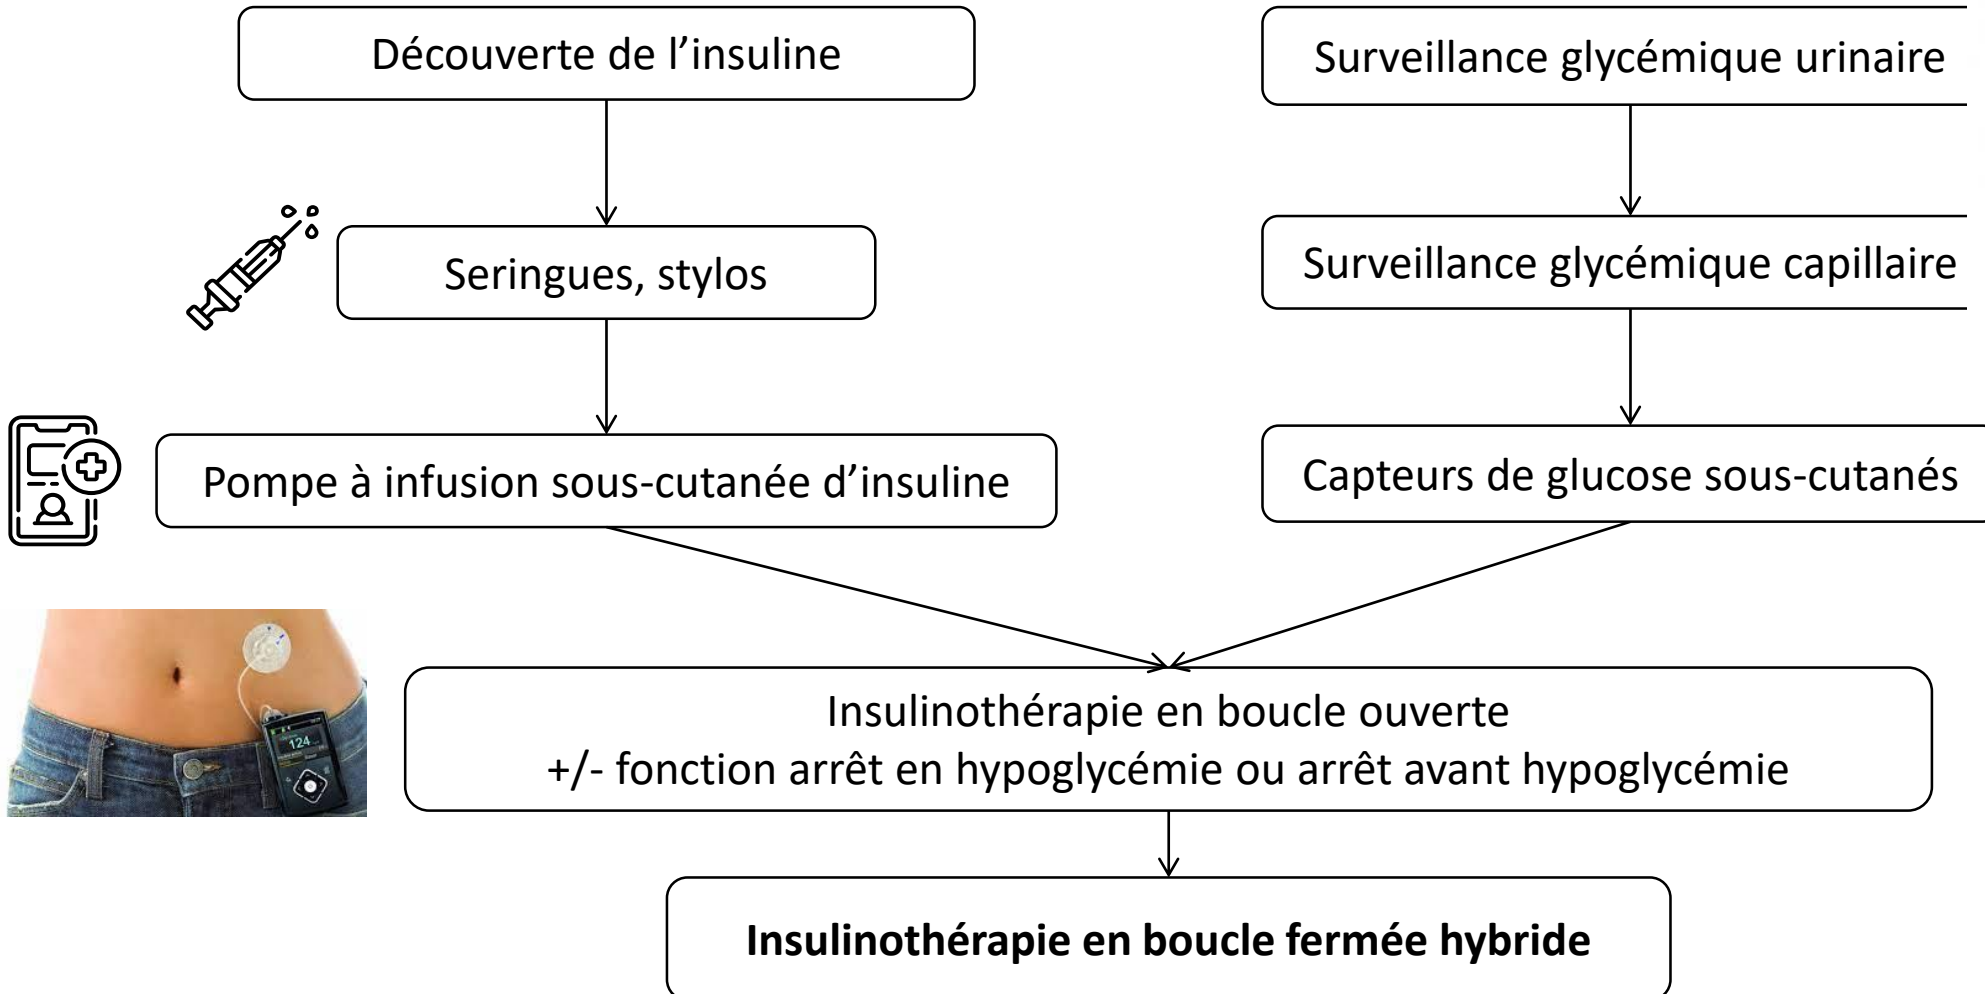 Découverte de l’insuline
Surveillance glycémique urinaire
Seringues, stylos
Surveillance glycémique capillaire
Pompe à infusion sous-cutanée d’insuline
Capteurs de glucose sous-cutanés
124
Insulinothérapie en boucle ouverte
+/- fonction arrêt en hypoglycémie ou arrêt avant hypoglycémie
Insulinothérapie en boucle fermée hybride